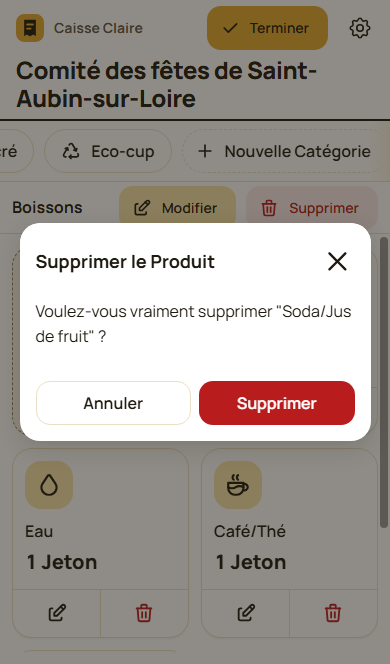 Caisse Claire
Terminer
Comité des fêtes de Saint-
Aubin-sur-Loire
cré
Eco-cup
Nouvelle Catégorie
Boissons
Modifier
Supprimer
Supprimer le Produit
Voulez-vous vraiment supprimer "Soda/Jus
de fruit" ?
Annuler
Supprimer
Eau
1 Jeton
Café/Thé
1 Jeton